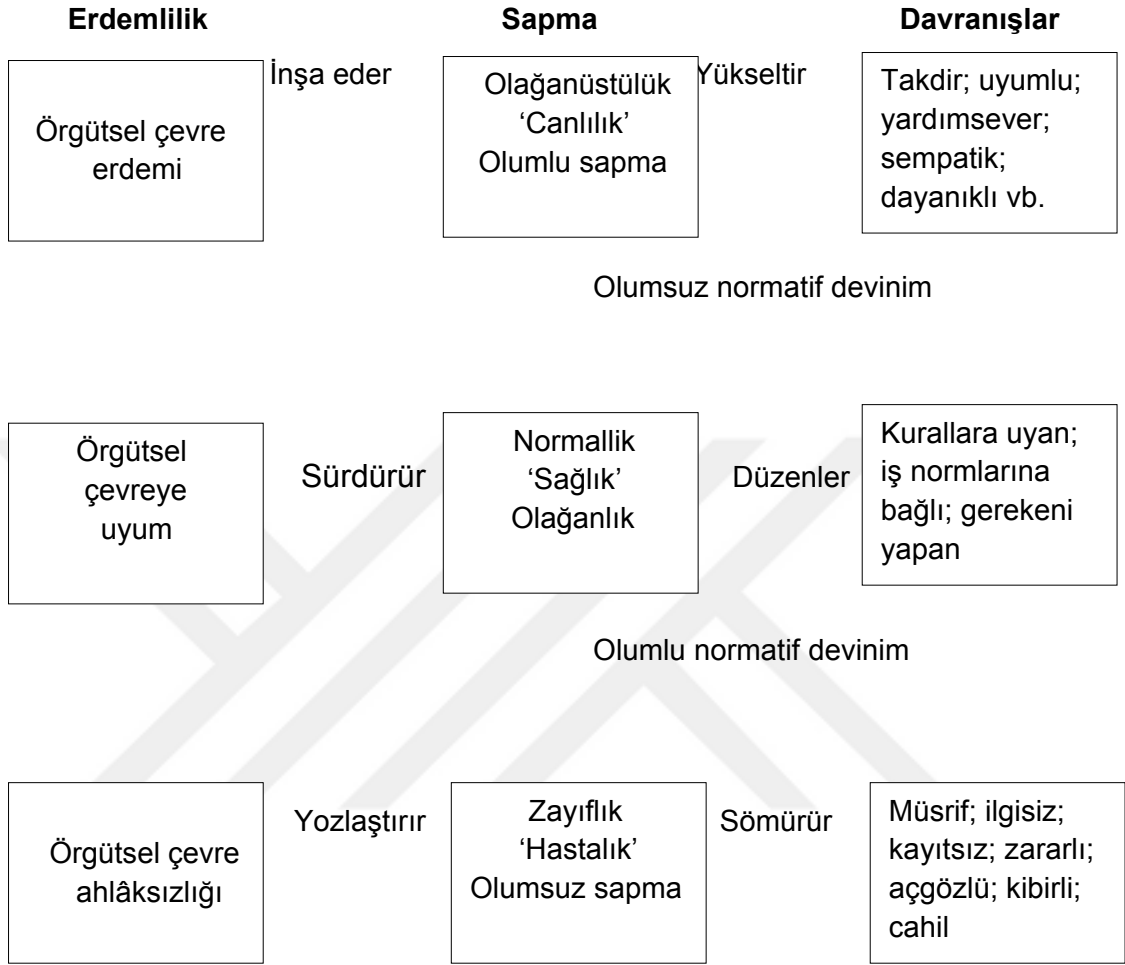 Erdemlilik
Sapma
Davranışlar
Örgütsel çevre
erdemi
İnşa eder
Olağanüstülük
‘Canlılık’
Olumlu sapma
Yükseltir
Takdir; uyumlu;
yardımsever;
sempatik;
dayanıklı vb.
Olumsuz normatif devinim
Örgütsel
çevreye
uyum
Sürdürür
Normallik
‘Sağlık’
Olağanlık
Düzenler
Kurallara uyan;
iş normlarına
bağlı; gerekeni
yapan
Olumlu normatif devinim
Örgütsel çevre
ahlâksızlığı
Yozlaştırır
Zayıflık
‘Hastalık’
Olumsuz sapma
Sömürür
Müsrif; ilgisiz;
kayıtsız; zararlı;
açgözlü; kibirli;
cahil